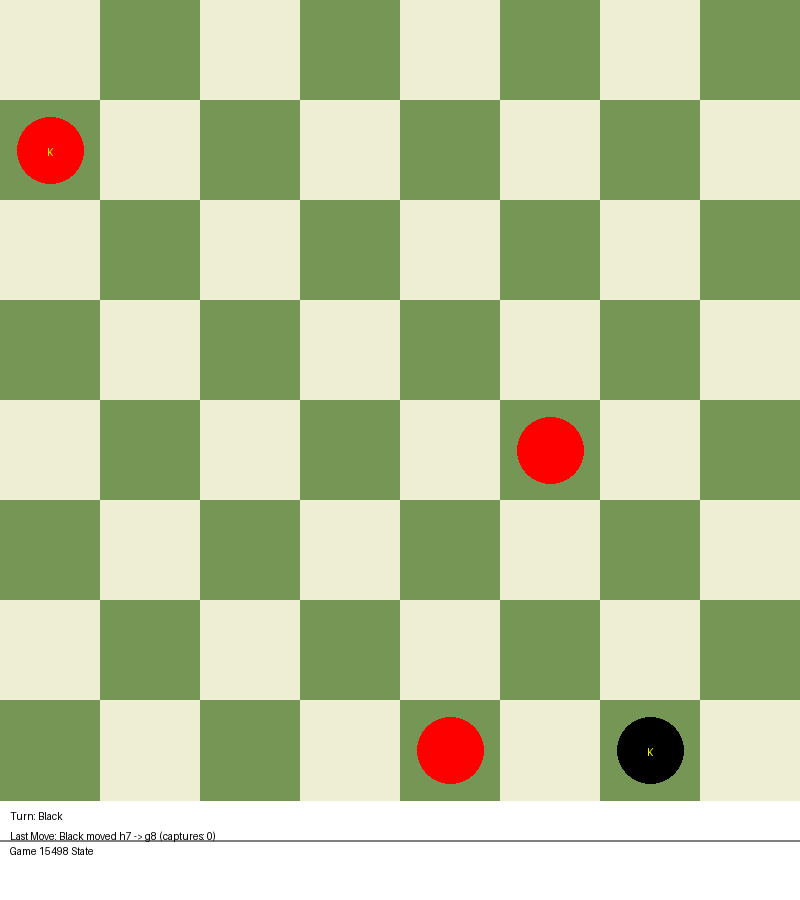 K
K
Turn: Black
Last Move: Black moved h7 -> g8 (captures: 0)
Game 15498 State